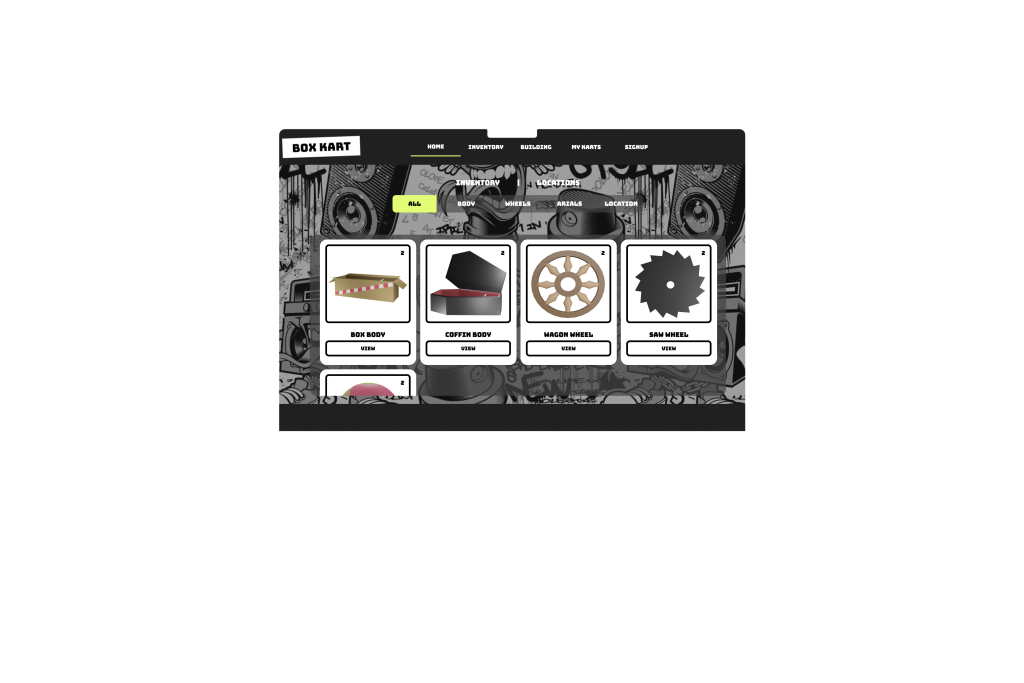 BOX KART
HOME INVENTORY BUILDING MY KARTS SIGNUP
INVENTORY | LOCATIONS
ALL BODY WHEELS ARIALS LOCATION
2 2 2 2
BOX BODY COFFIN BODY WAGON WHEEL SAW WHEEL
VIEW VIEW VIEW VIEW
2